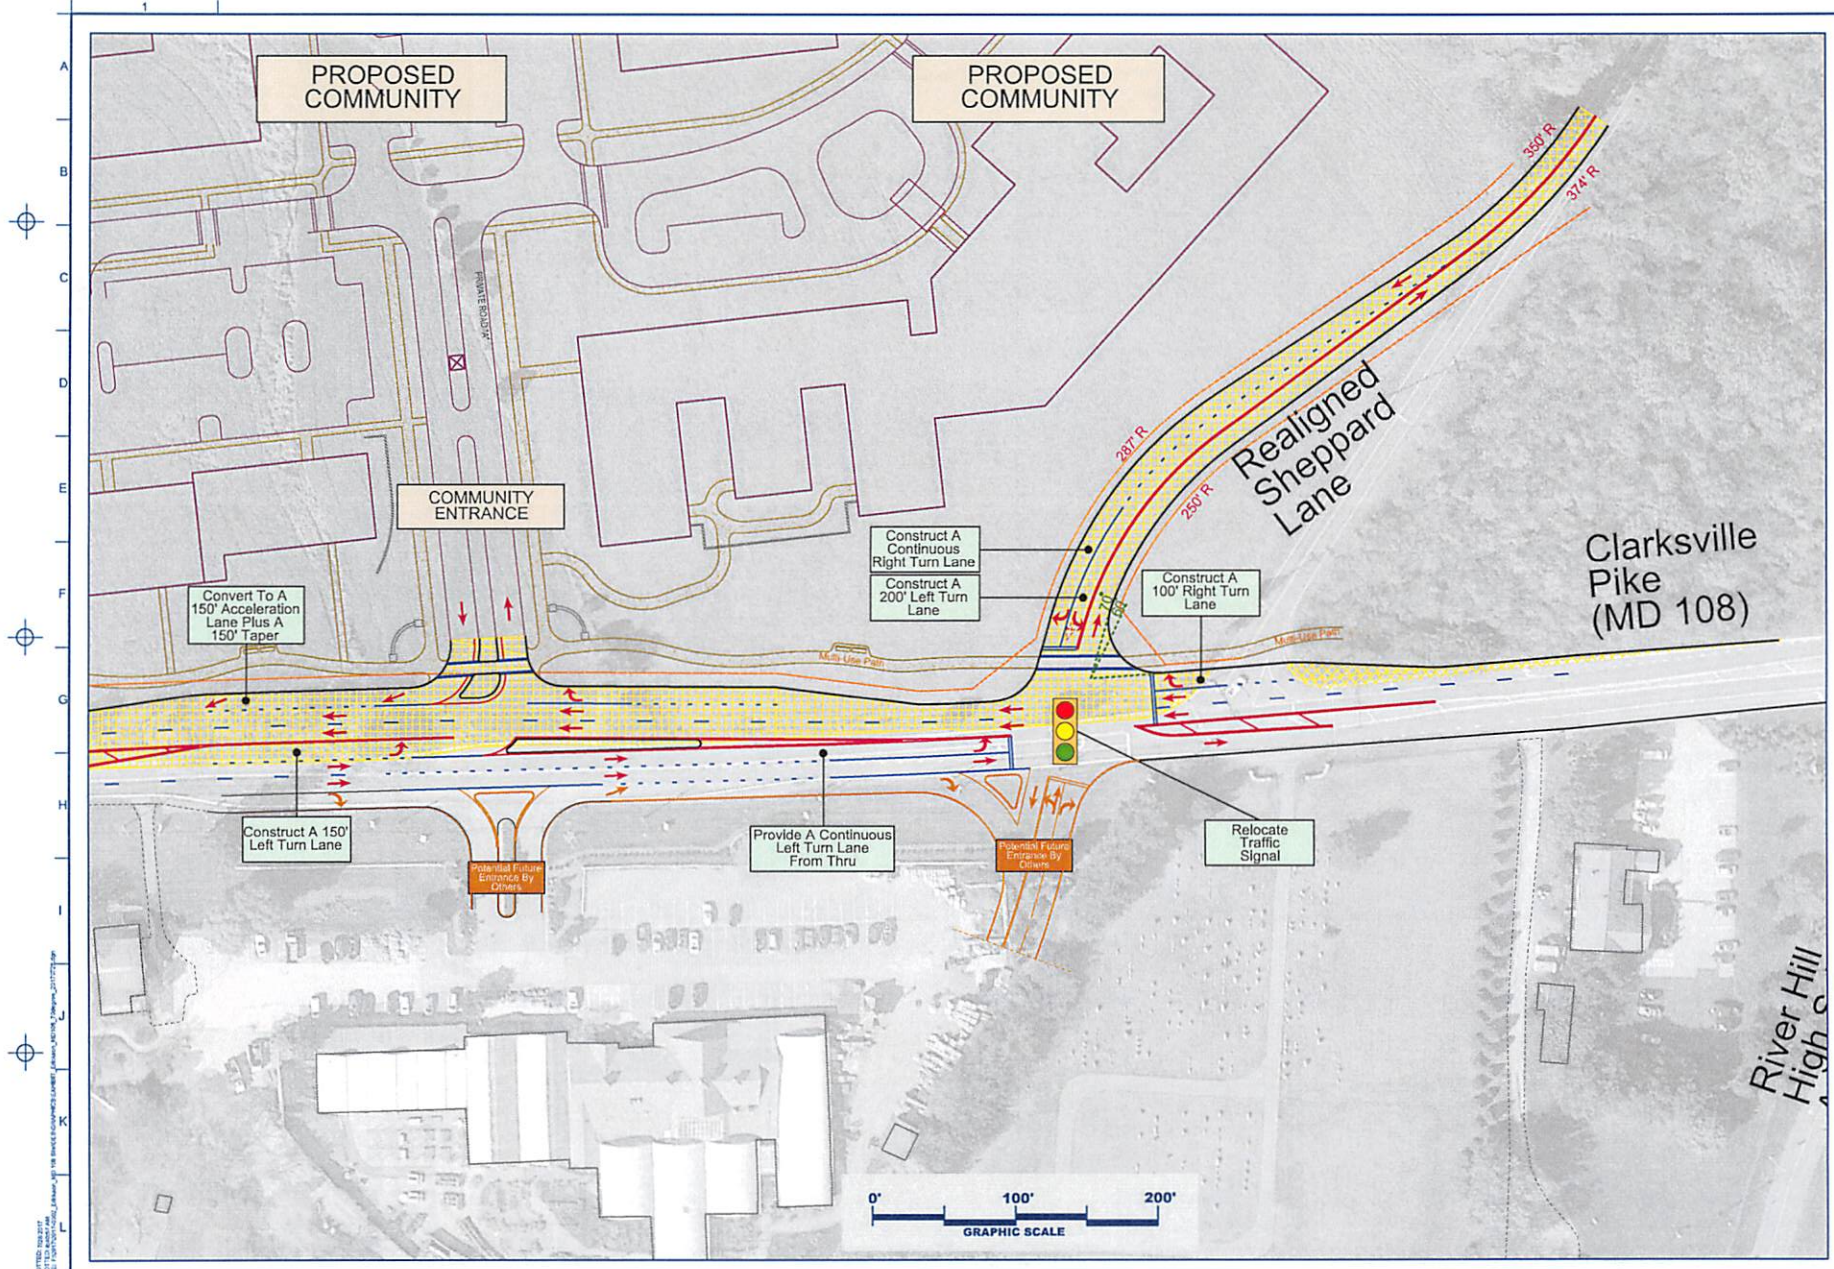 1
A
B
C
D
E
F
G
H
I
J
K
L
PROPOSED
COMMUNITY
PROPOSED
COMMUNITY
350' R
374' R
PRIVATE ROAD 'A'
287' R
250' R
Realigned
Sheppard
Lane
COMMUNITY
ENTRANCE
Construct A
Continuous
Right Turn Lane
Construct A
200' Left Turn
Lane
Construct A
100' Right Turn
Lane
Clarksville
Pike
(MD 108)
Convert To A
150' Acceleration
Lane Plus A
150' Taper
70°
Multi-Use Path
Multi-Use Path
Construct A 150'
Left Turn Lane
Provide A Continuous
Left Turn Lane
From Thru
Relocate
Traffic
Signal
Potential Future
Entrance By
Others
Potential Future
Entrance By
Others
River Hill
High
0'
100'
200'
GRAPHIC SCALE